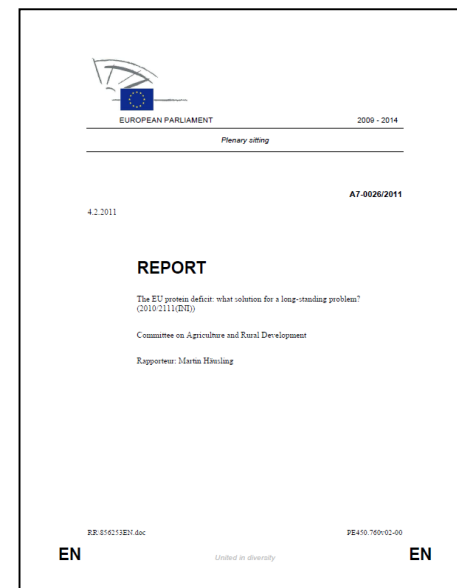 EUROPEAN PARLIAMENT 2009 - 2014
Plenary sitting
A7-0026/2011
4.2.2011
REPORT
The EU protein deficit: what solution for a long-standing problem?
(2010/2111(INI))
Committee on Agriculture and Rural Development
Rapporteur: Martin Häusling
RR\856253EN.doc PE450.760v02-00
EN United in diversity EN